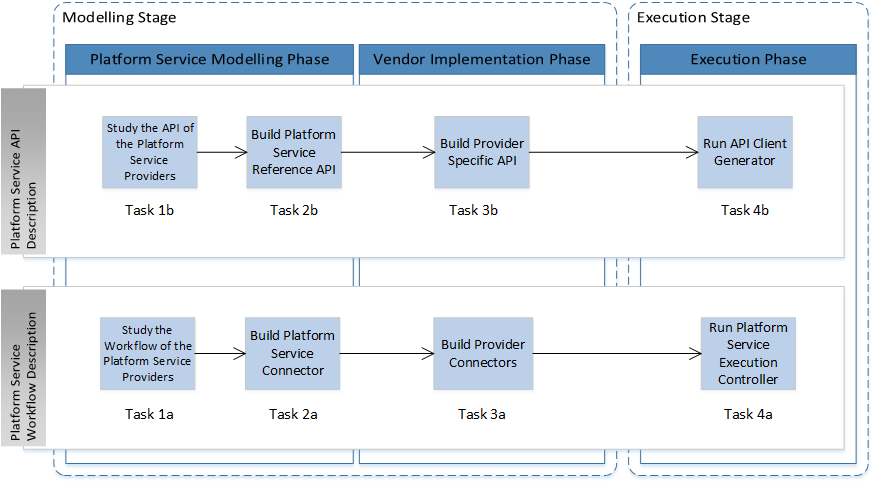 Modelling Stage
Execution Stage
Platform Service Modelling Phase
Vendor Implementation Phase
Execution Phase
Platform Service API
Description
Study the API of
the Platform
Service
Providers
Build Platform
Service
Reference API
Build Provider
Specific API
Run API Client
Generator
Task 1b
Task 2b
Task 3b
Task 4b
Platform Service
Workflow Description
Study the
Workflow of the
Platform Service
Providers
Build Platform
Service
Connector
Build Provider
Connectors
Run Platform
Service
Execution
Controller
Task 1a
Task 2a
Task 3a
Task 4a